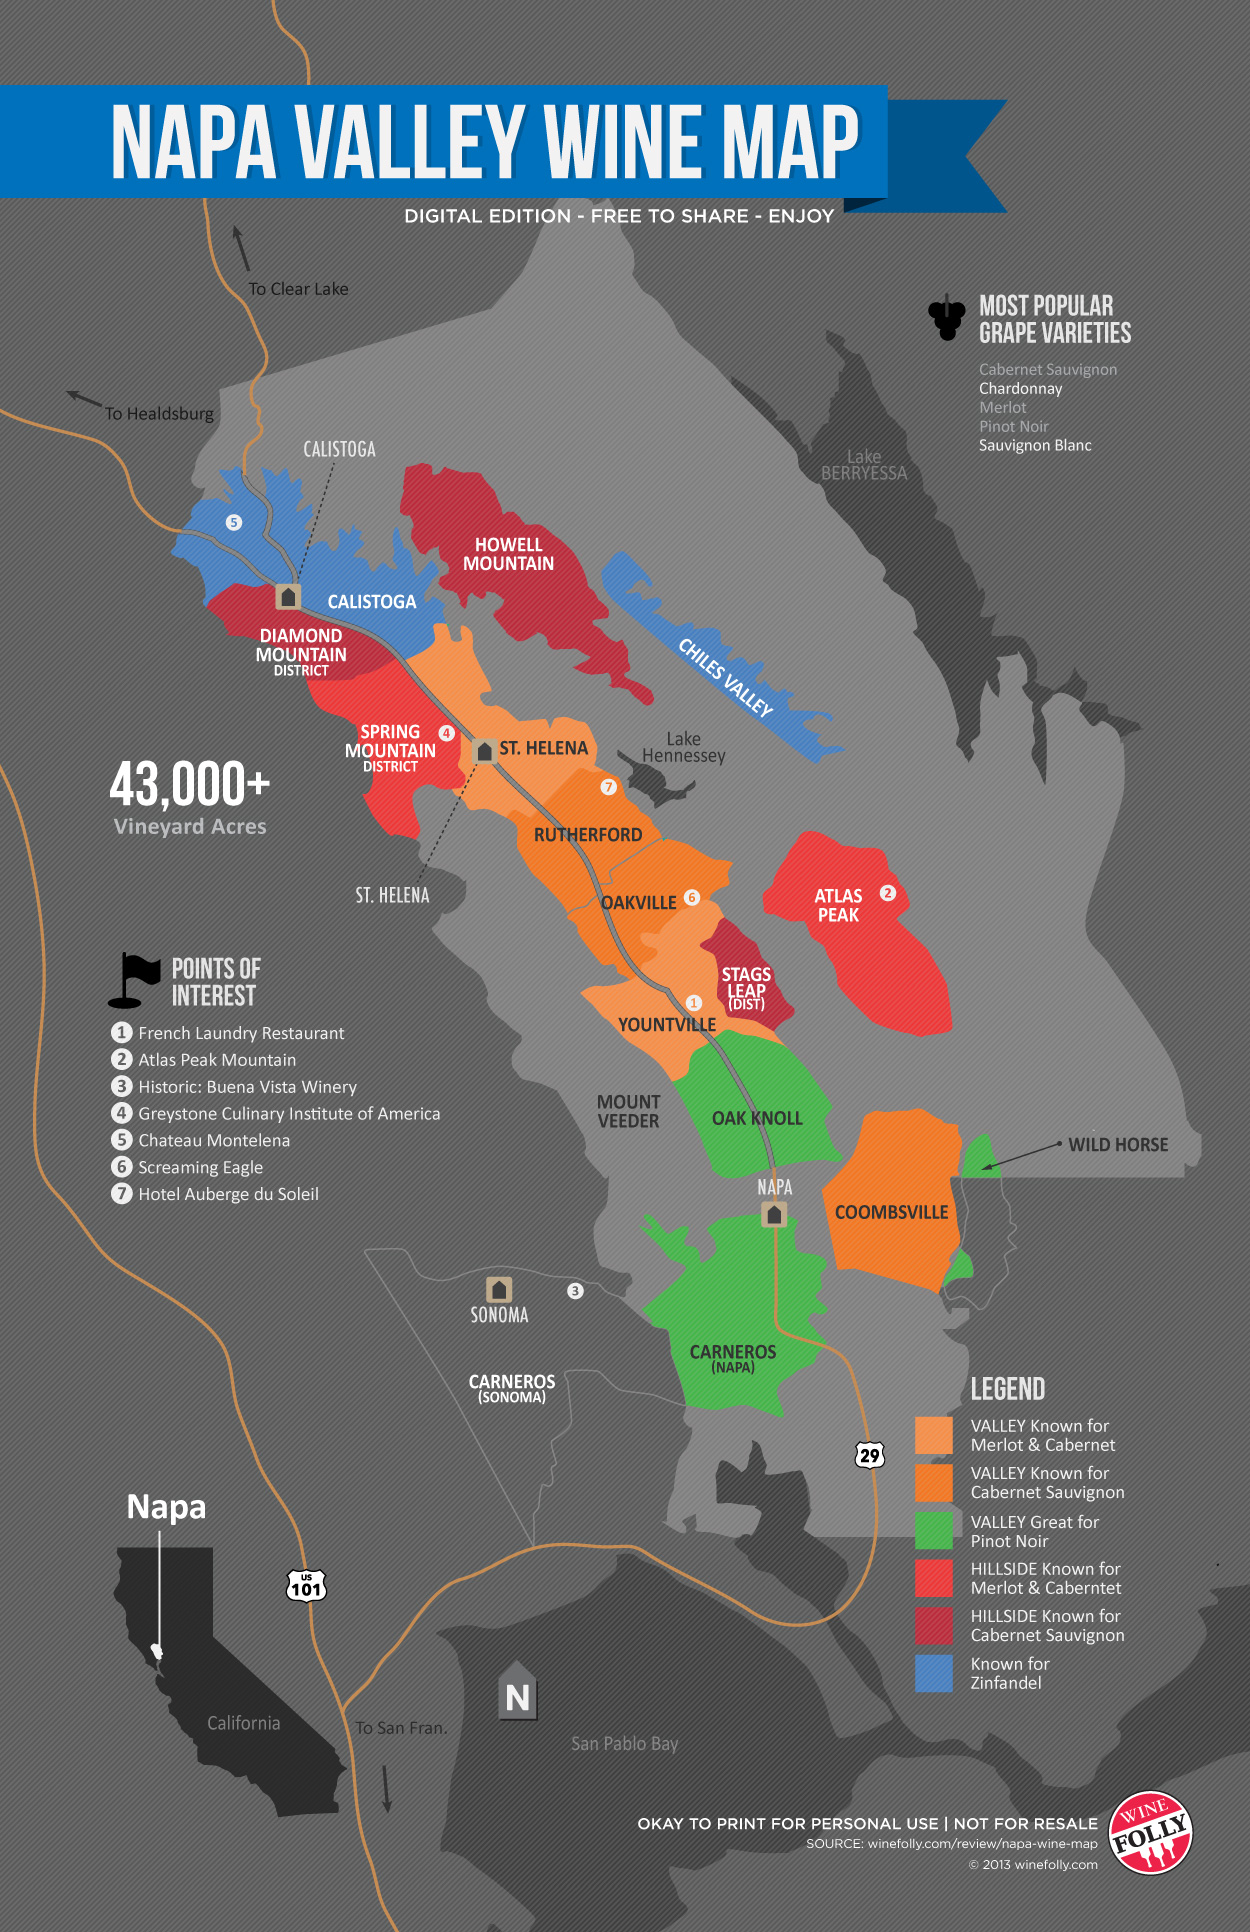 NAPA VALLEY WINE MAP
DIGITAL EDITION - FREE TO SHARE - ENJOY
To Clear Lake
MOST POPULAR
GRAPE VARIETIES
Cabernet Sauvignon
Chardonnay
Merlot
Pinot Noir
Sauvignon Blanc
To Healdsburg
CALISTOGA
Lake
BERRYESSA
5
HOWELL
MOUNTAIN
CALISTOGA
DIAMOND
MOUNTAIN
DISTRICT
CHILES VALLEY
SPRING
MOUNTAIN
DISTRICT
4
ST. HELENA
Lake
Hennessey
43,000+
Vineyard Acres
7
RUTHERFORD
ST. HELENA
OAKVILLE
6
ATLAS
PEAK
2
STAGS
LEAP
(DIST)
1
YOUNTVILLE
POINTS OF
INTEREST
1 French Laundry Restaurant
2 Atlas Peak Mountain
3 Historic: Buena Vista Winery
4 Greystone Culinary Institute of America
5 Chateau Montelena
6 Screaming Eagle
7 Hotel Auberge du Soleil
MOUNT
VEEDER
OAK KNOLL
WILD HORSE
NAPA
COOMSVILLE
SONOMA
3
CARNEROS
(NAPA)
CARNEROS
(SONOMA)
29
LEGEND
VALLEY Known for
Merlot & Cabernet
VALLEY Known for
Cabernet Sauvignon
VALLEY Great for
Pinot Noir
HILLSIDE Known for
Merlot & Caberntet
HILLSIDE Known for
Cabernet Sauvignon
Known for
Zinfandel
Napa
US
101
California
To San Fran.
N
San Pablo Bay
OKAY TO PRINT FOR PERSONAL USE | NOT FOR RESALE
SOURCE: winefolly.com/review/napa-wine-map
© 2013 winefolly.com
WINE
FOLLY